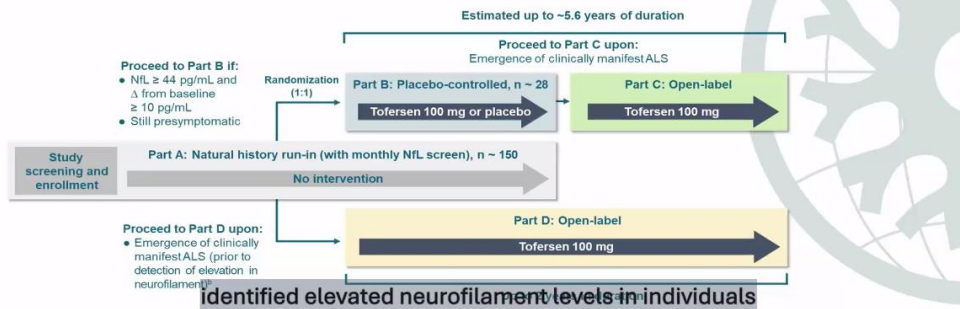 Estimated up to ~5.6 years of duration
Proceed to Part C upon:
Emergence of clinically manifest ALS
Proceed to Part B if:
• NfL ≥ 44 pg/mL and
Δ from baseline
≥ 10 pg/mL
• Still presymptomatic
Randomization
(1:1)
Part B: Placebo-controlled, n ~ 28
Tofersen 100 mg or placebo
Part C: Open-label
Tofersen 100 mg
Study
screening and
enrollment
Part A: Natural history run-in (with monthly NfL screen), n ~ 150
No intervention
Proceed to Part D upon:
• Emergence of clinically
manifest ALS (prior to
detection of elevation in
neurofilament)ᵇ
Part D: Open-label
Tofersen 100 mg
identified elevated neurofilament levels in individuals